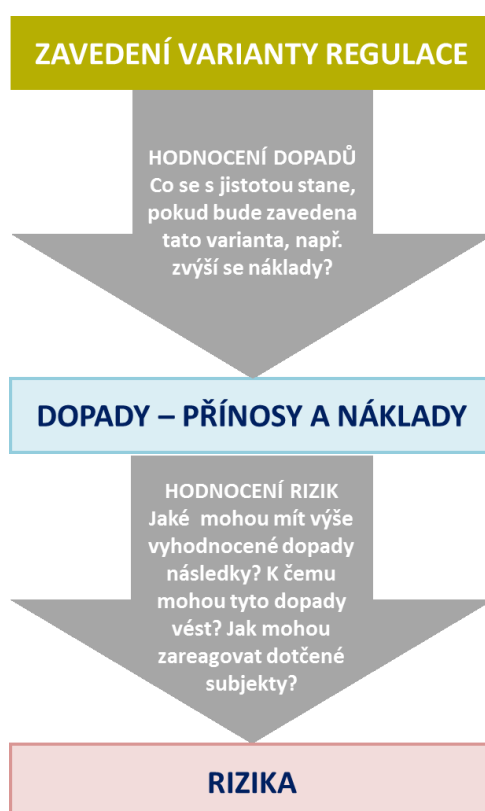 ZAVEDENÍ VARIANTY REGULACE
HODNOCENÍ DOPADŮ
Co se s jistotou stane,
pokud bude zavedena
tato varianta, např.
zvýší se náklady?
DOPADY – PŘÍNOSY A NÁKLADY
HODNOCENÍ RIZIK
Jaké mohou mít výše
vyhodnocené dopady
následky? K čemu
mohou tyto dopady
vést? Jak mohou
zareagovat dotčené
subjekty?
RIZIKA